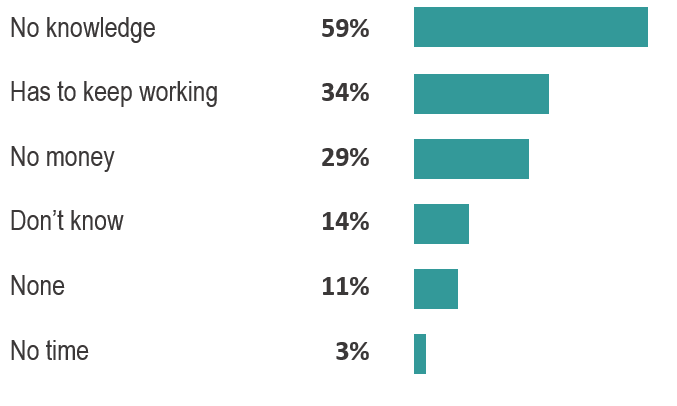 No knowledge 59%
Has to keep working 34%
No money 29%
Don’t know 14%
None 11%
No time 3%